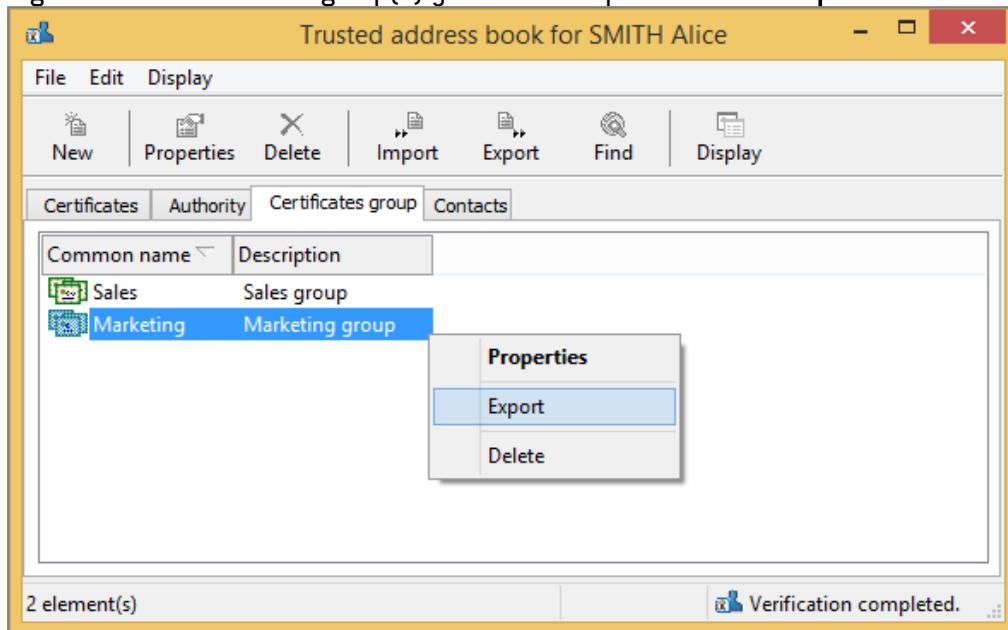 Trusted address book for SMITH Alice
File Edit Display
New Properties Delete Import Export Find Display
Certificates Authority Certificates group Contacts
Common name Description
Sales Sales group
Marketing Marketing group
Properties
Export
Delete
2 element(s) Verification completed.